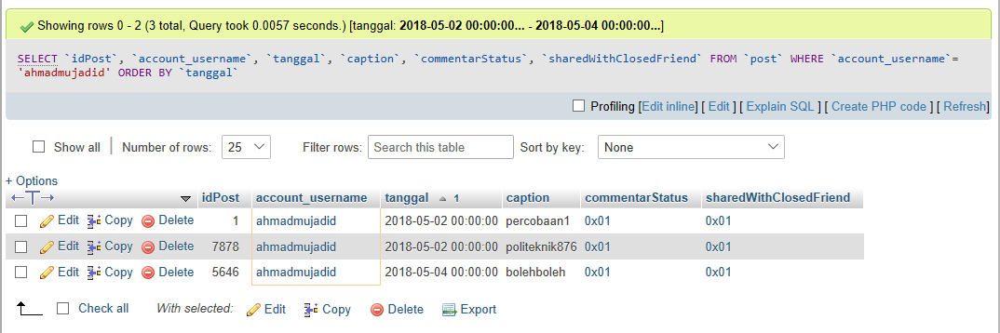 Showing rows 0 - 2 (3 total, Query took 0.0057 seconds.) [tanggal: 2018-05-02 00:00:00... - 2018-05-04 00:00:00...]
SELECT `idPost`, `account_username`, `tanggal`, `caption`, `commentarStatus`, `sharedWithClosedFriend` FROM `post` WHERE `account_username`=
'ahmadmujadid' ORDER BY `tanggal`
Profiling [Edit inline] [ Edit ] [ Explain SQL ] [ Create PHP code ] [ Refresh]
Show all | Number of rows: 25 Filter rows: Search this table Sort by key: None
+ Options
←T→ idPost account_username tanggal 1 caption commentarStatus sharedWithClosedFriend
Edit Copy Delete 1 ahmadmujadid 2018-05-02 00:00:00 percobaan1 0x01 0x01
Edit Copy Delete 7878 ahmadmujadid 2018-05-02 00:00:00 politeknik876 0x01 0x01
Edit Copy Delete 5646 ahmadmujadid 2018-05-04 00:00:00 bolehboleh 0x01 0x01
Check all With selected: Edit Copy Delete Export